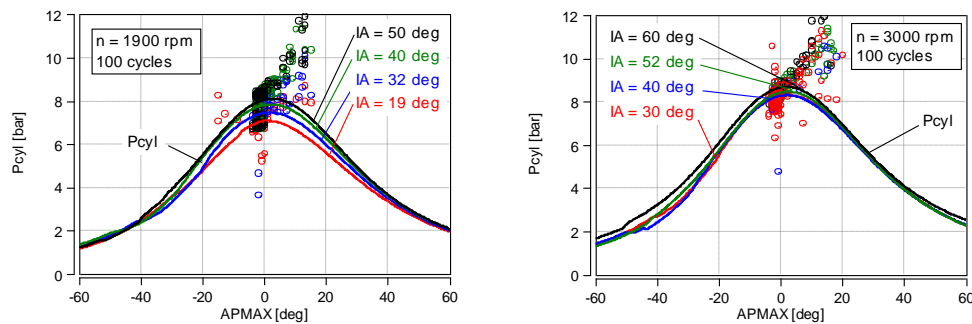 n = 1900 rpm
100 cycles
IA = 50 deg
IA = 40 deg
IA = 32 deg
IA = 19 deg
Pcyl
Pcyl [bar]
12
10
8
6
4
2
0
-60 -40 -20 0 20 40 60
APMAX [deg]
n = 3000 rpm
100 cycles
IA = 60 deg
IA = 52 deg
IA = 40 deg
IA = 30 deg
Pcyl
Pcyl [bar]
12
10
8
6
4
2
0
-60 -40 -20 0 20 40 60
APMAX [deg]